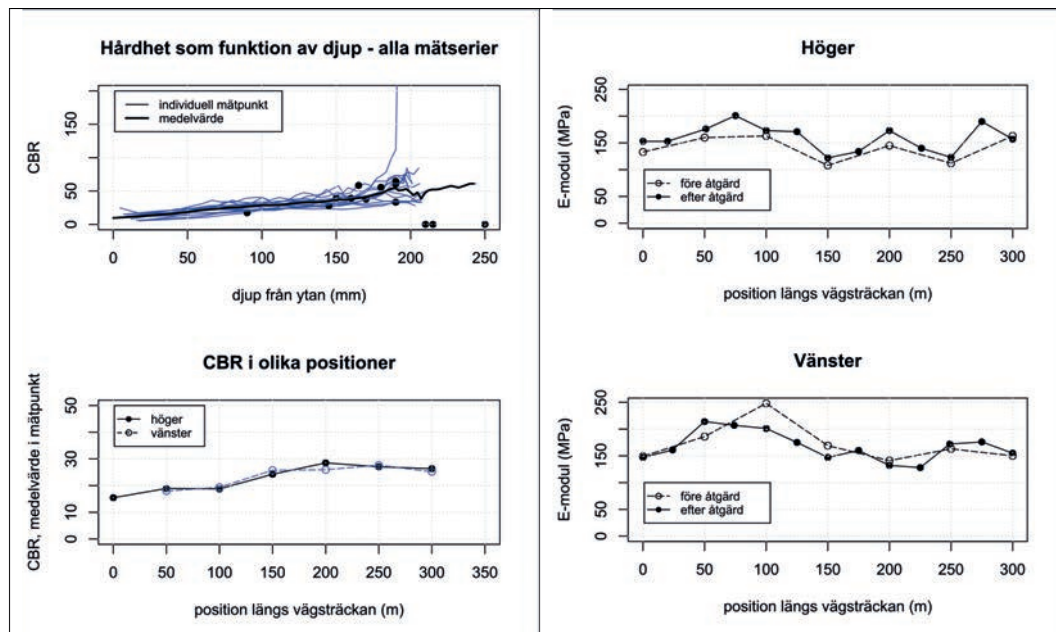 Hårdhet som funktion av djup - alla mätserier
individuell mätpunkt
medelvärde
CBR
0 50 150
0 50 100 150 200 250
djup från ytan (mm)
CBR i olika positioner
höger
vänster
CBR, medelvärde i mätpunkt
0 10 30 50
0 50 100 150 200 250 300 350
position längs vägsträckan (m)
Höger
före åtgärd
efter åtgärd
E-modul (MPa)
0 50 150 250
0 50 100 150 200 250 300
position längs vägsträckan (m)
Vänster
före åtgärd
efter åtgärd
E-modul (MPa)
0 50 150 250
0 50 100 150 200 250 300
position längs vägsträckan (m)